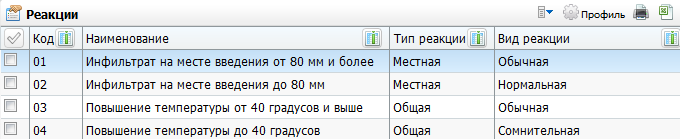 Реакции Профиль
Код Наименование Тип реакции Вид реакции
01 Инфильтрат на месте введения от 80 мм и более Местная Обычная
02 Инфильтрат на месте введения до 80 мм Местная Нормальная
03 Повышение температуры от 40 градусов и выше Общая Обычная
04 Повышение температуры до 40 градусов Общая Сомнительная